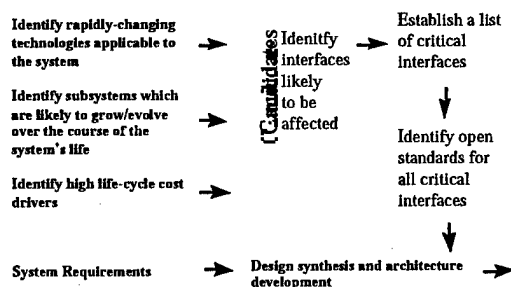 Identify rapidly-changing
technologies applicable to
the system
Identify subsystems which
are likely to grow/evolve
over the course of the
system's life
Identify high life-cycle cost
drivers
System Requirements
(Candidates
Idenitfy
interfaces
likely
to be
affected
Establish a list
of critical
interfaces
Identify open
standards for
all critical
interfaces
Design synthesis and architecture
development